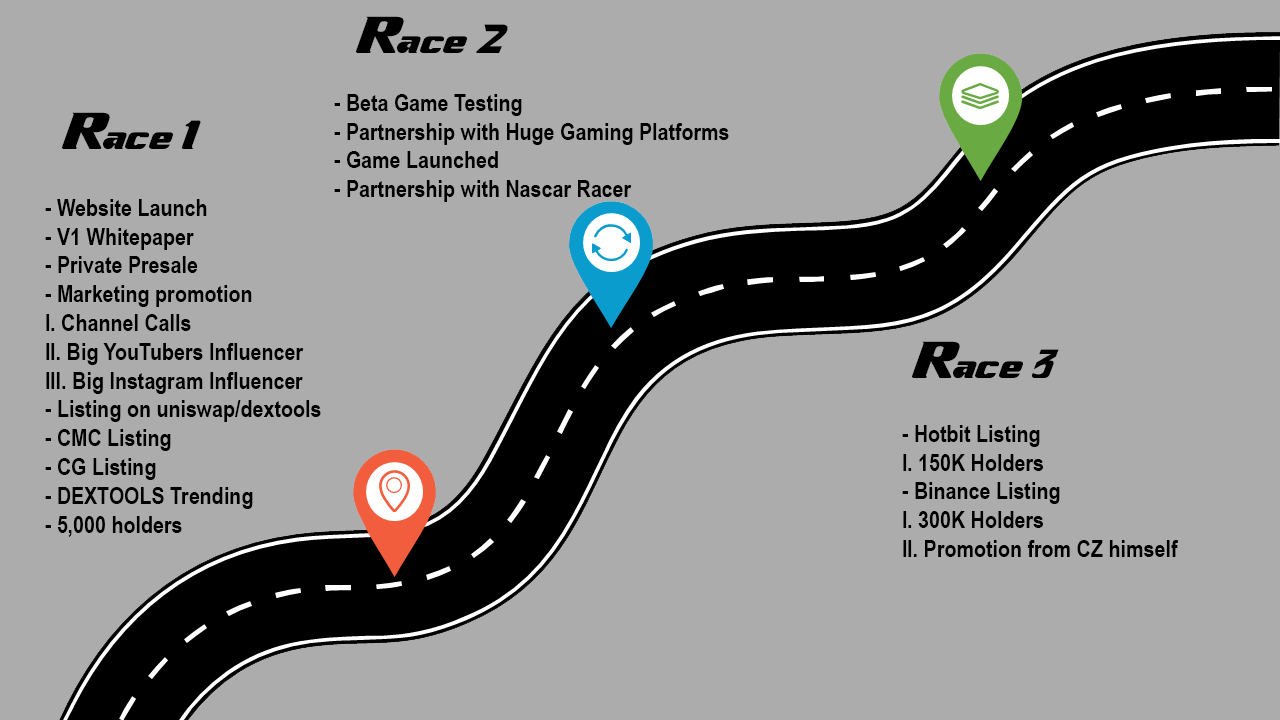 Race 1
- Website Launch
- V1 Whitepaper
- Private Presale
- Marketing promotion
I. Channel Calls
II. Big YouTubers Influencer
III. Big Instagram Influencer
- Listing on uniswap/dextools
- CMC Listing
- CG Listing
- DEXTOOLS Trending
- 5,000 holders
Race 2
- Beta Game Testing
- Partnership with Huge Gaming Platforms
- Game Launched
- Partnership with Nascar Racer
Race 3
- Hotbit Listing
I. 150K Holders
- Binance Listing
I. 300K Holders
II. Promotion from CZ himself